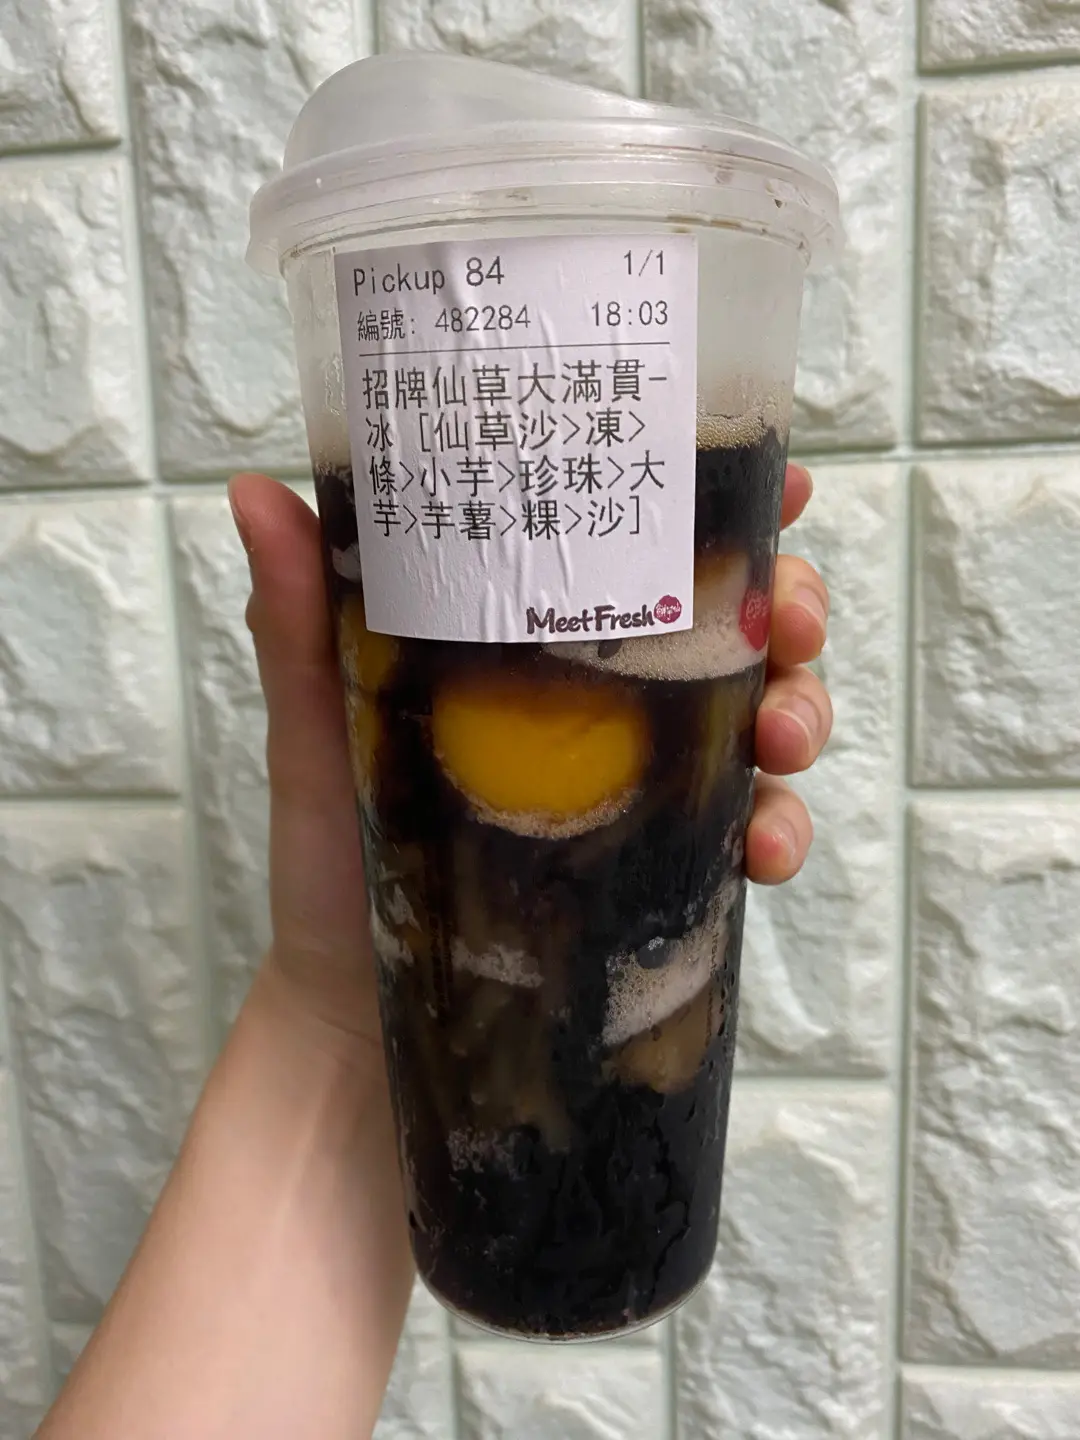 Pickup 84 1/1
編號: 482284 18:03
招牌仙草大滿貫-
冰 [仙草沙>凍>
條>小芋>珍珠>大
芋>芋薯>粿>沙]
MeetFresh